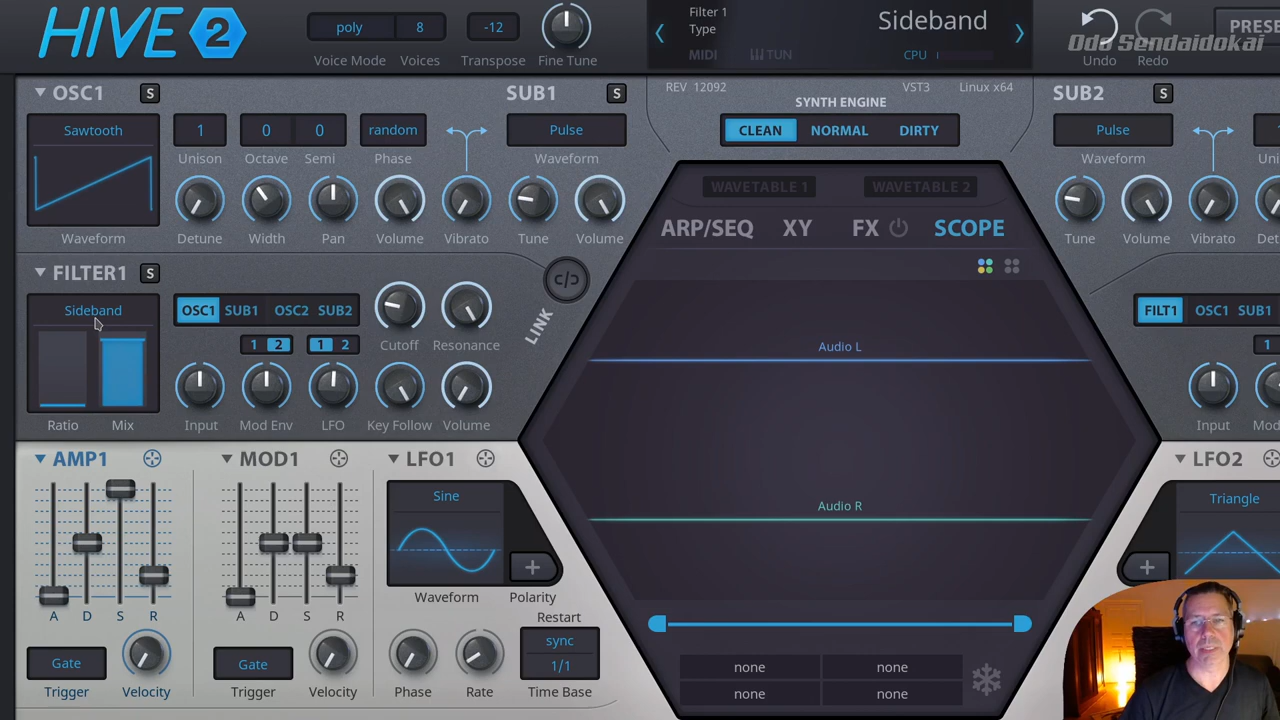 HIVE 2
poly 8 -12
Voice Mode Voices Transpose Fine Tune
Filter 1
Type
Sideband
MIDI TUN CPU
Undo Redo
PRESE
Oda Sendaidokai
OSC1 S
Sawtooth
Waveform
1 0 0 random
Unison Octave Semi Phase
Detune Width Pan Volume Vibrato
SUB1 S
Pulse
Waveform
Tune Volume
REV 12092 VST3 Linux x64
SYNTH ENGINE
CLEAN NORMAL DIRTY
SUB2 S
Pulse
Waveform
Uni
Tune Volume Vibrato De
WAVETABLE 1 WAVETABLE 2
ARP/SEQ XY FX SCOPE
Audio L
Audio R
none none
none none
FILTER1 S
Sideband
Ratio Mix
OSC1 SUB1 OSC2 SUB2
1 2 1 2
Cutoff Resonance
Input Mod Env LFO Key Follow Volume
LINK
FILT1 OSC1 SUB1
1
Input Mod
AMP1
A D S R
Gate
Trigger Velocity
MOD1
A D S R
Gate
Trigger Velocity
LFO1
Sine
Waveform Polarity
Restart
sync
1/1
Phase Rate Time Base
LFO2
Triangle